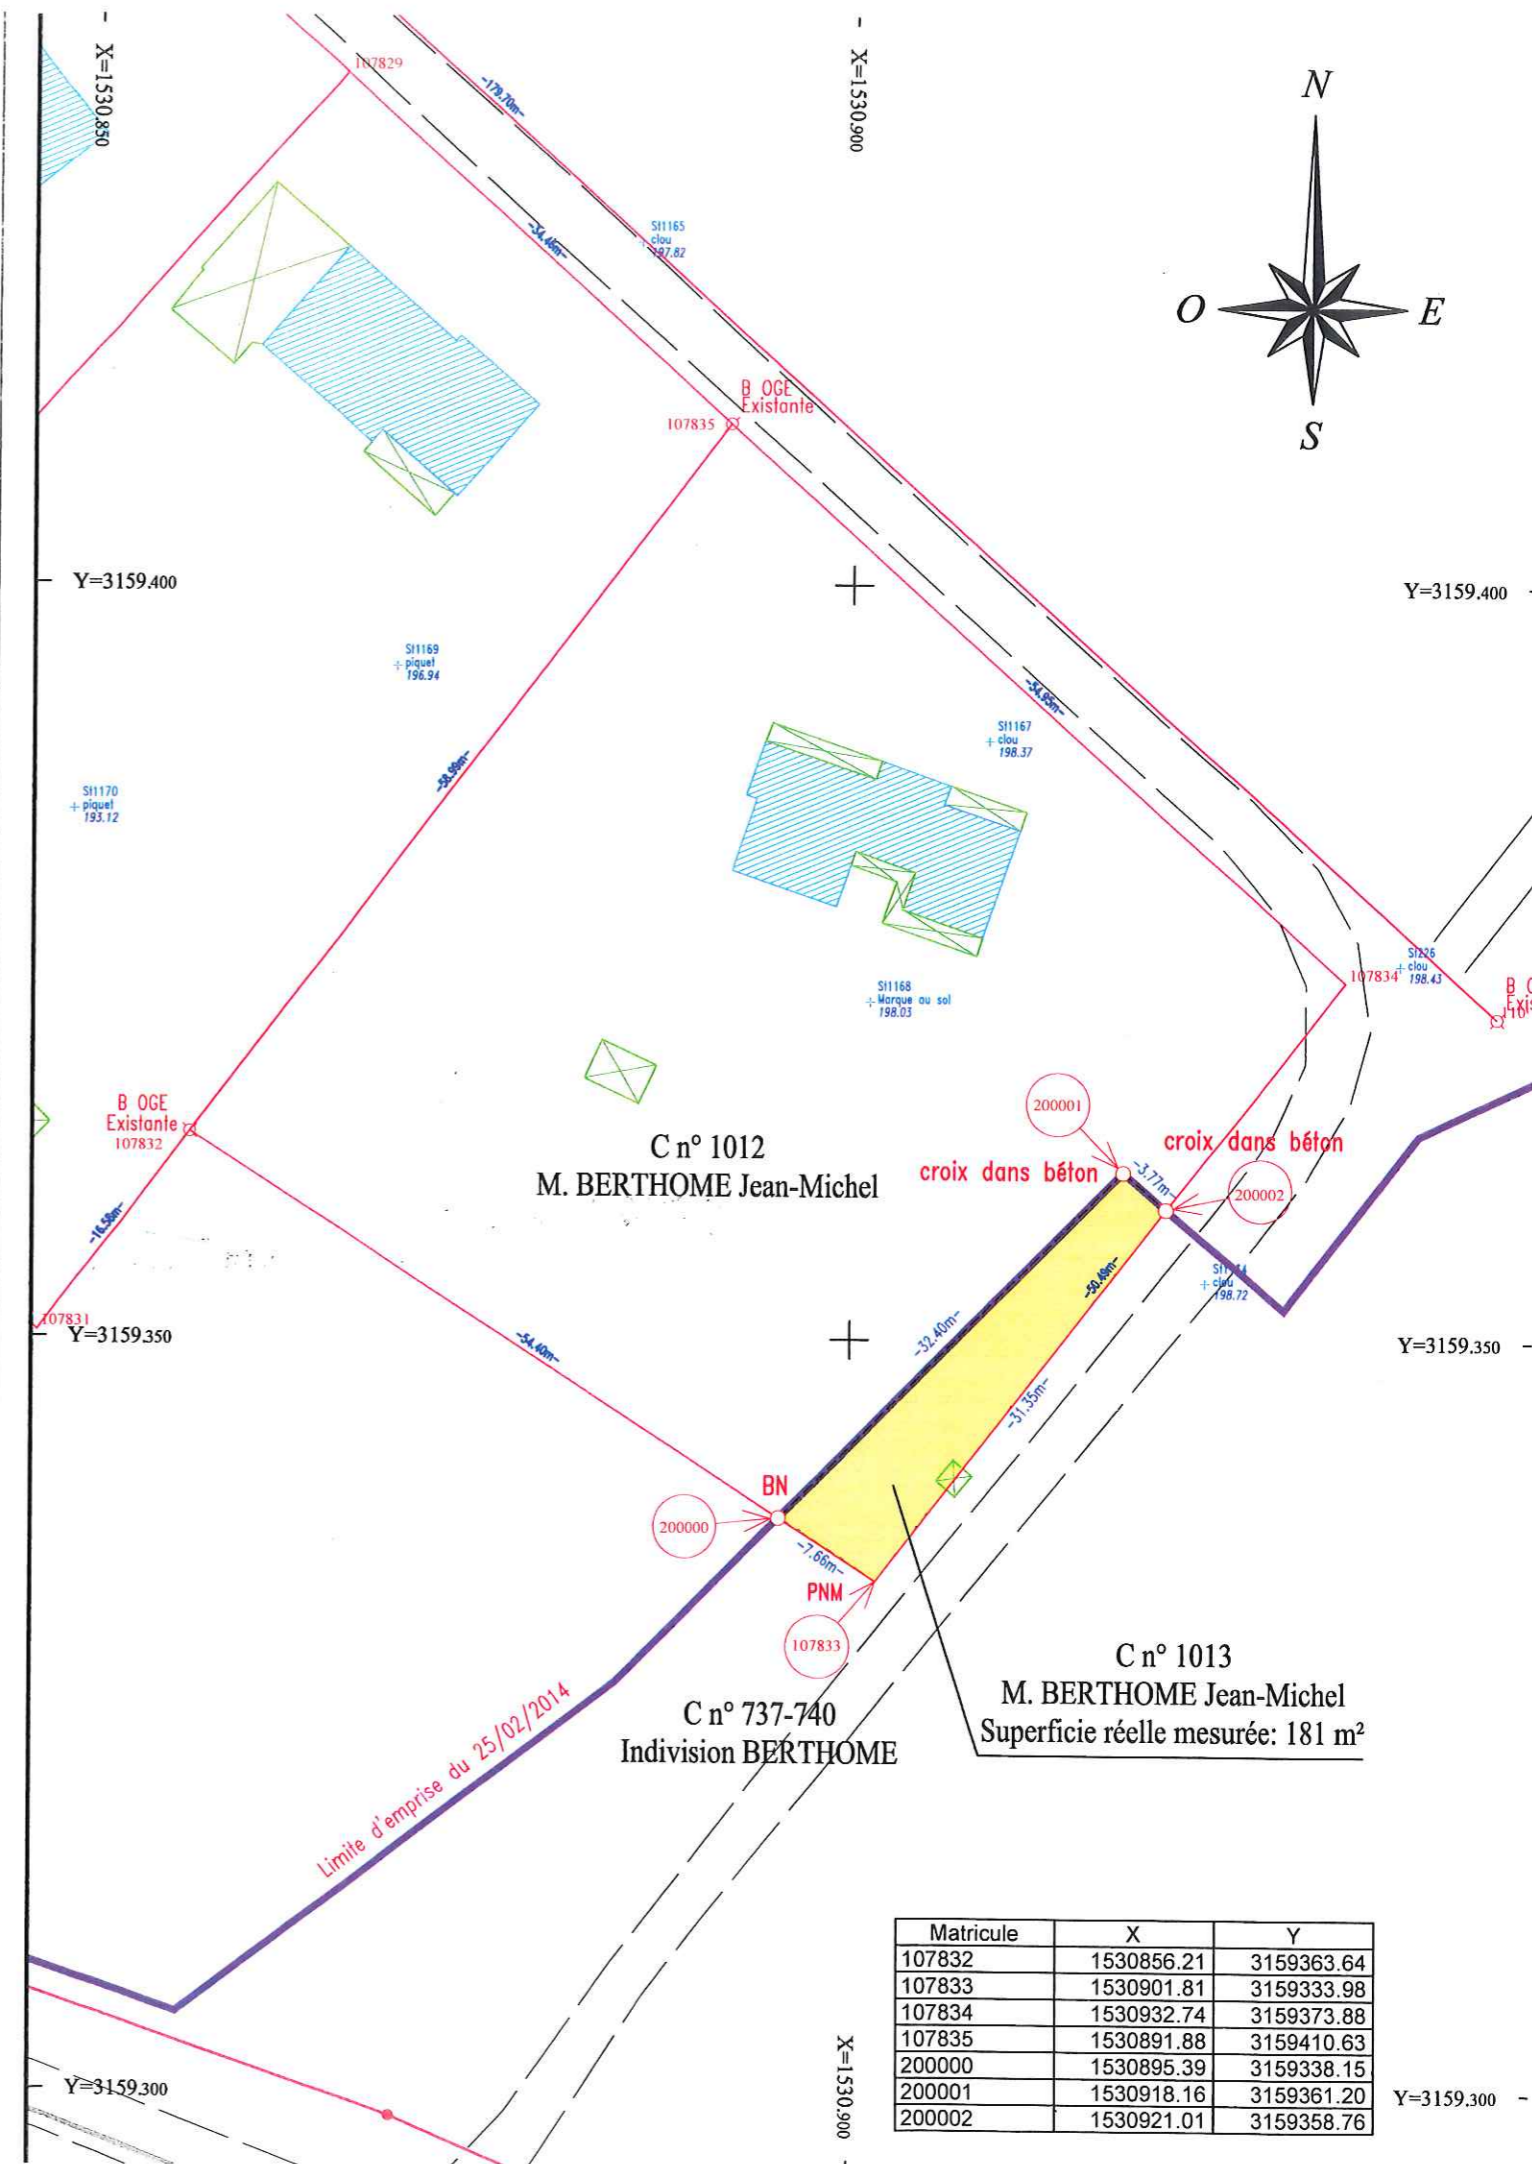 X=1530.850
X=1530.900
N
107829
-179.70m-
St1165
clou
197.82
-54.46m-
O
E
S
B OGE
Existante
107835
Y=3159.400
Y=3159.400
St1169
piquet
196.94
-54.95m-
St1167
clou
198.37
-58.99m-
St1170
piquet
193.12
St226
clou
198.43
107834
St1168
Marque au sol
198.03
B OGE
Existante
107832
200001
croix dans béton
croix dans béton
C n° 1012
M. BERTHOME Jean-Michel
-3.77m-
200002
-16.58m-
clou
198.72
-50.49m-
107831
Y=3159.350
-54.40m-
-32.40m-
Y=3159.350
-31.35m-
BN
200000
-7.66m-
PNM
107833
C n° 1013
M. BERTHOME Jean-Michel
Superficie réelle mesurée: 181 m²
C n° 737-740
Indivision BERTHOME
Limite d'emprise du 25/02/2014
Matricule X Y
107832 1530856.21 3159363.64
107833 1530901.81 3159333.98
107834 1530932.74 3159373.88
107835 1530891.88 3159410.63
200000 1530895.39 3159338.15
200001 1530918.16 3159361.20
200002 1530921.01 3159358.76
Y=3159.300
X=1530.900
Y=3159.300